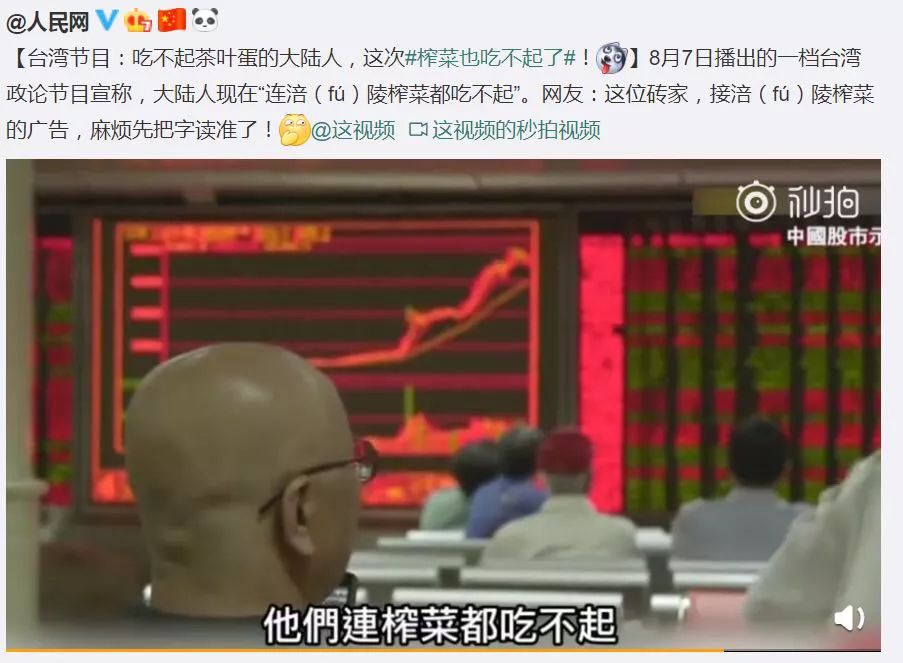 @人民网
【台湾节目：吃不起茶叶蛋的大陆人，这次#榨菜也吃不起了#！】8月7日播出的一档台湾
政论节目宣称，大陆人现在“连涪（fú）陵榨菜都吃不起”。网友：这位砖家，接涪（fú）陵榨菜
的广告，麻烦先把字读准了！@这视频 这视频的秒拍视频
秒拍
中國股市示
他們連榨菜都吃不起